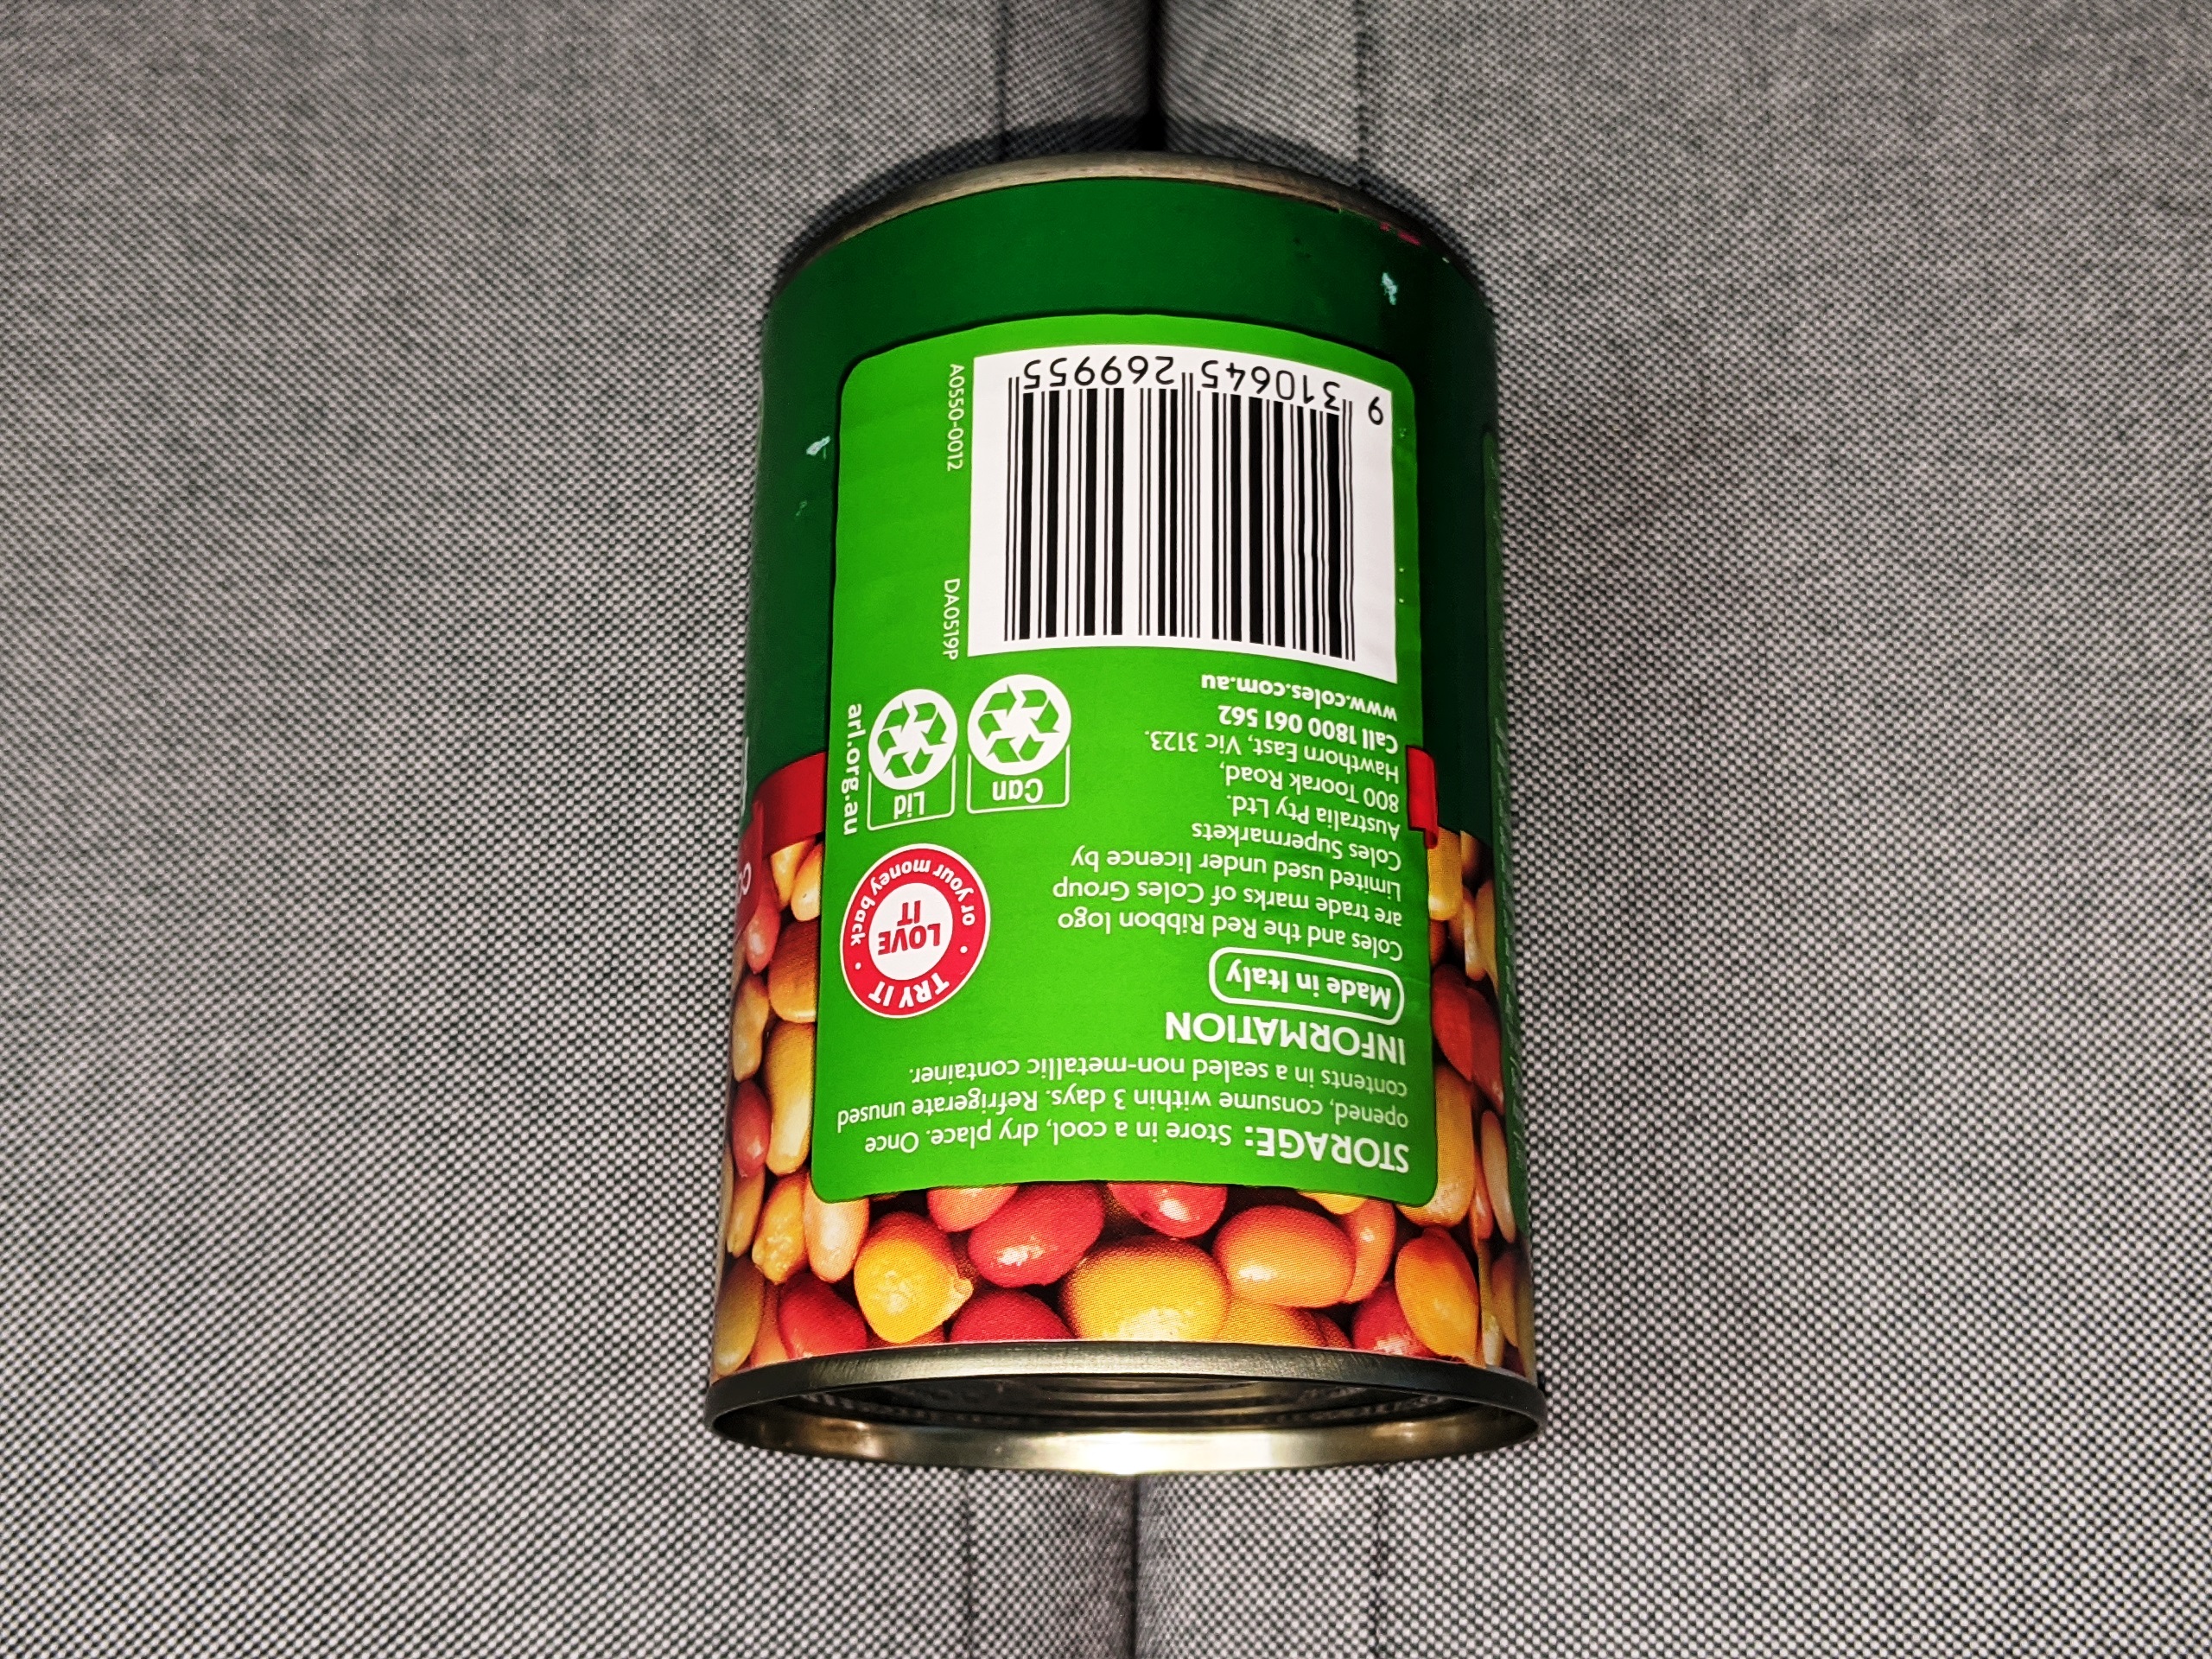 STORAGE: Store in a cool, dry place. Once
opened, consume within 3 days. Refrigerate unused
contents in a sealed non-metallic container.
INFORMATION
Made in Italy
Coles and the Red Ribbon logo
are trade marks of Coles Group
Limited used under licence by
Coles Supermarkets
Australia Pty Ltd.
800 Toorak Road,
Hawthorn East, Vic 3123.
Call 1800 061 562
www.coles.com.au
TRY IT
LOVE
IT
or your money back
Can
Lid
arl.org.au
DA0519P
A0550-0012
9 310645 269955